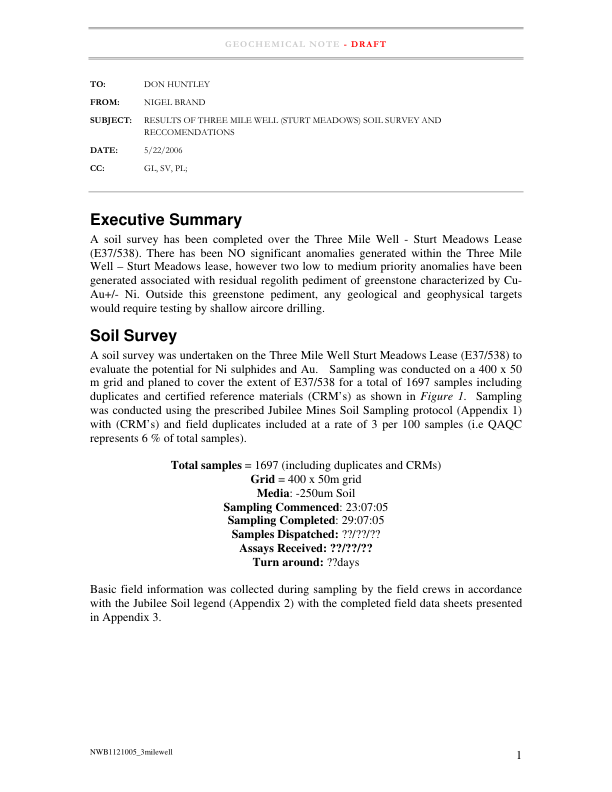 GEOCHEMICAL NOTE - DRAFT
TO: DON HUNTLEY
FROM: NIGEL BRAND
SUBJECT: RESULTS OF THREE MILE WELL (STURT MEADOWS) SOIL SURVEY AND
RECCOMENDATIONS
DATE: 5/22/2006
CC: GL, SV, PL;
Executive Summary
A soil survey has been completed over the Three Mile Well - Sturt Meadows Lease
(E37/538). There has been NO significant anomalies generated within the Three Mile
Well – Sturt Meadows lease, however two low to medium priority anomalies have been
generated associated with residual regolith pediment of greenstone characterized by Cu-
Au+/- Ni. Outside this greenstone pediment, any geological and geophysical targets
would require testing by shallow aircore drilling.
Soil Survey
A soil survey was undertaken on the Three Mile Well Sturt Meadows Lease (E37/538) to
evaluate the potential for Ni sulphides and Au. Sampling was conducted on a 400 x 50
m grid and planed to cover the extent of E37/538 for a total of 1697 samples including
duplicates and certified reference materials (CRM's) as shown in Figure 1. Sampling
was conducted using the prescribed Jubilee Mines Soil Sampling protocol (Appendix 1)
with (CRM's) and field duplicates included at a rate of 3 per 100 samples (i.e QAQC
represents 6 % of total samples).
Total samples = 1697 (including duplicates and CRMs)
Grid = 400 x 50m grid
Media: -250um Soil
Sampling Commenced: 23:07:05
Sampling Completed: 29:07:05
Samples Dispatched: ??/??/??
Assays Received: ??/??/??
Turn around: ??days
Basic field information was collected during sampling by the field crews in accordance
with the Jubilee Soil legend (Appendix 2) with the completed field data sheets presented
in Appendix 3.
NWB1121005_3milewell
1